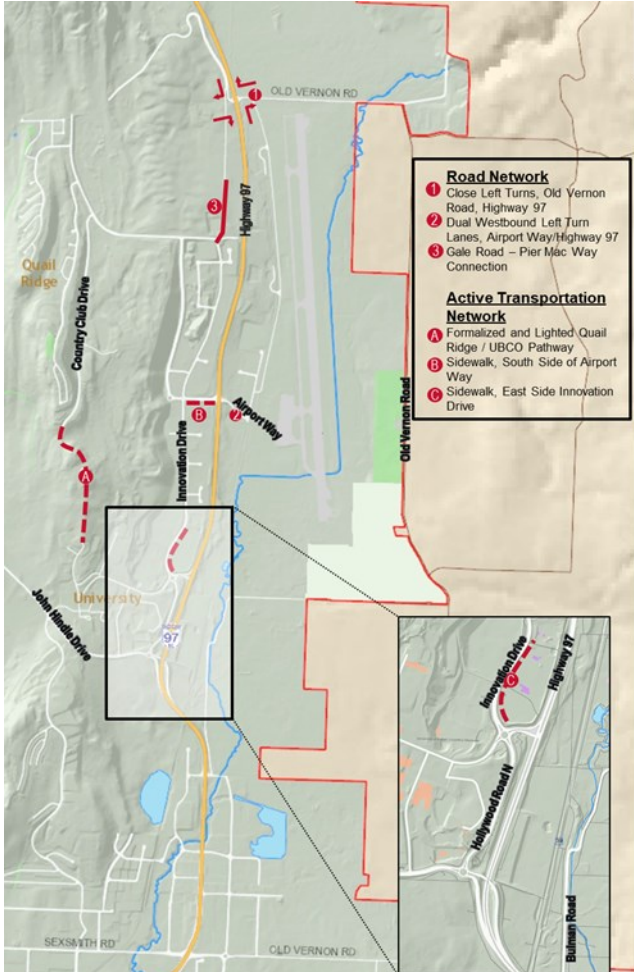 OLD VERNON RD
1
Highway 97
3
Quail
Ridge
Country Club Drive
Road Network
1 Close Left Turns, Old Vernon
Road, Highway 97
2 Dual Westbound Left Turn
Lanes, Airport Way/Highway 97
3 Gale Road – Pier Mac Way
Connection
Active Transportation
Network
A Formalized and Lighted Quail
Ridge / UBCO Pathway
B Sidewalk, South Side of Airport
Way
C Sidewalk, East Side Innovation
Drive
B
2
Airport Way
Innovation Drive
Old Vernon Road
A
University
John Hindle Drive
97
Innovation Drive
C
Highway 97
Hollywood Road N
Bulman Road
SEXSMITH RD
OLD VERNON RD